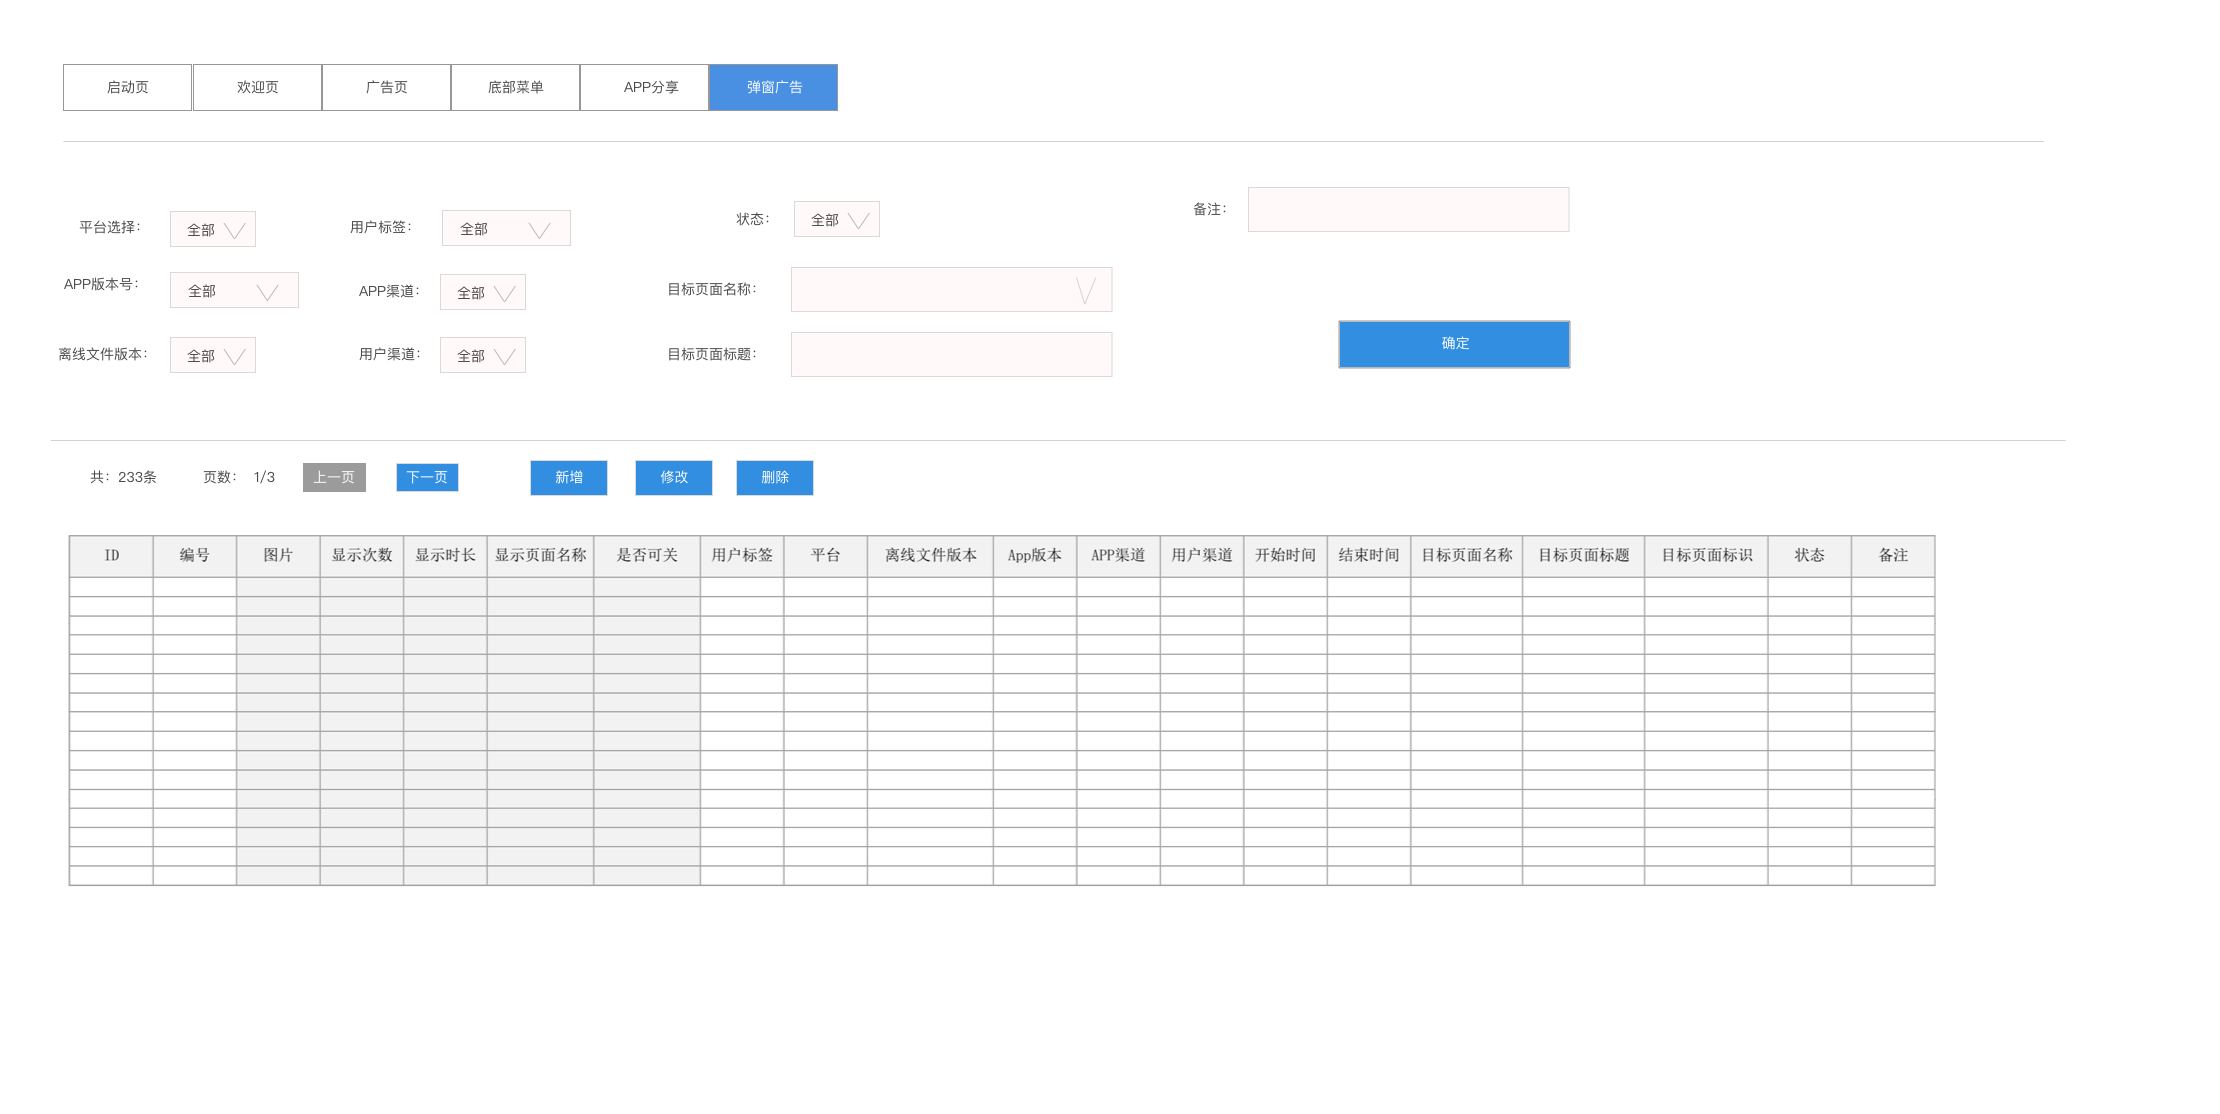 启动页 欢迎页 广告页 底部菜单 APP分享 弹窗广告
平台选择： 全部 用户标签： 全部 状态： 全部 备注：
APP版本号： 全部 APP渠道： 全部 目标页面名称：
离线文件版本： 全部 用户渠道： 全部 目标页面标题： 确定
共：233条 页数： 1/3 上一页 下一页 新增 修改 删除
ID 编号 图片 显示次数 显示时长 显示页面名称 是否可关 用户标签 平台 离线文件版本 App版本 APP渠道 用户渠道 开始时间 结束时间 目标页面名称 目标页面标题 目标页面标识 状态 备注